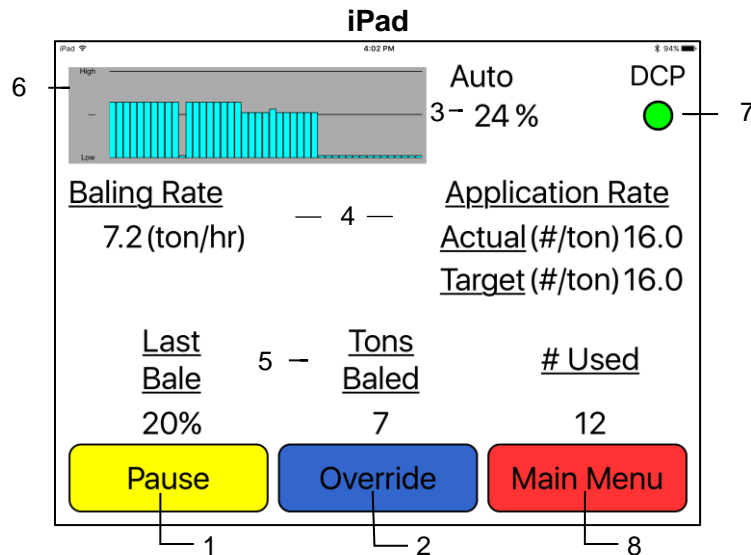 iPad
iPad 4:02 PM 94%
6
High
—
Low
Auto DCP
3 24 % 7
Baling Rate Application Rate
4
7.2 (ton/hr) Actual (#/ton) 16.0
Target (#/ton) 16.0
Last Tons # Used
5
Bale Baled
20% 7 12
Pause Override Main Menu
1 2 8